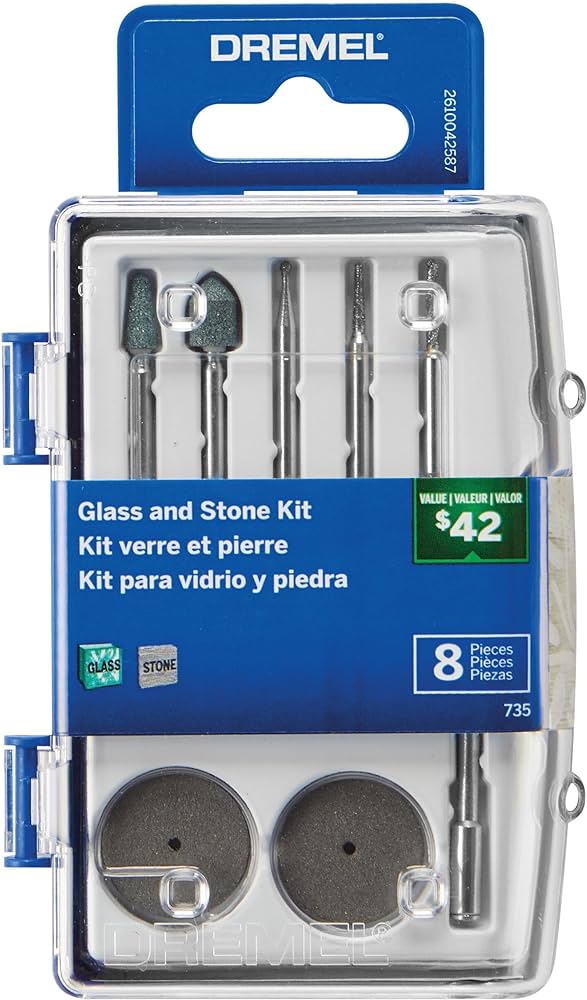 DREMEL®
2610042587
VALUE | VALEUR | VALOR
$42
Glass and Stone Kit
Kit verre et pierre
Kit para vidrio y piedra
GLASS
STONE
8 Pieces
Pièces
Piezas
735
DREMEL®